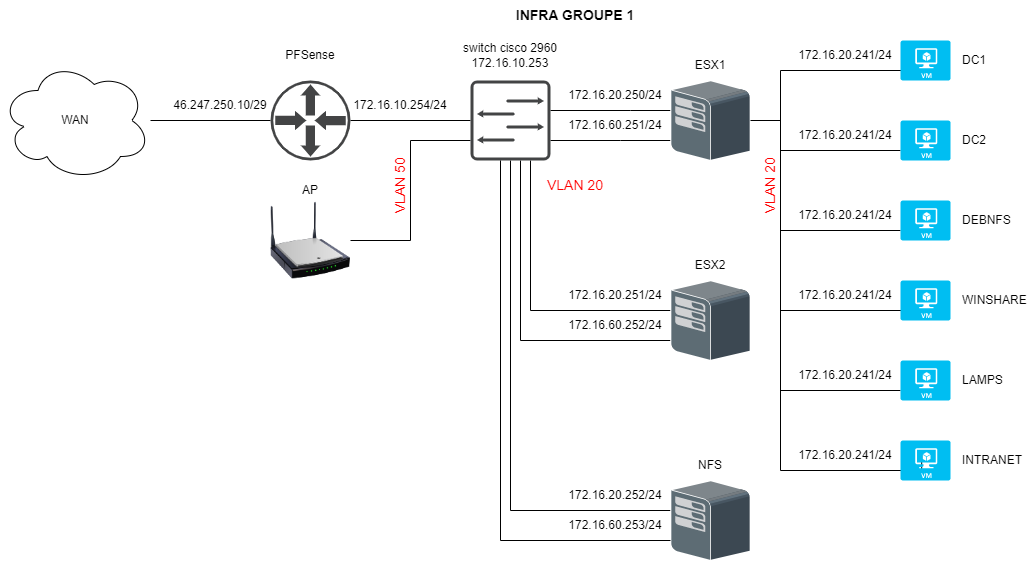 INFRA GROUPE 1
switch cisco 2960
172.16.10.253
PFSense
WAN
46.247.250.10/29
172.16.10.254/24
AP
VLAN 50
VLAN 20
ESX1
172.16.20.250/24
172.16.60.251/24
ESX2
172.16.20.251/24
172.16.60.252/24
NFS
172.16.20.252/24
172.16.60.253/24
VLAN 20
172.16.20.241/24
VM
DC1
172.16.20.241/24
VM
DC2
172.16.20.241/24
VM
DEBNFS
172.16.20.241/24
VM
WINSHARE
172.16.20.241/24
VM
LAMPS
172.16.20.241/24
VM
INTRANET